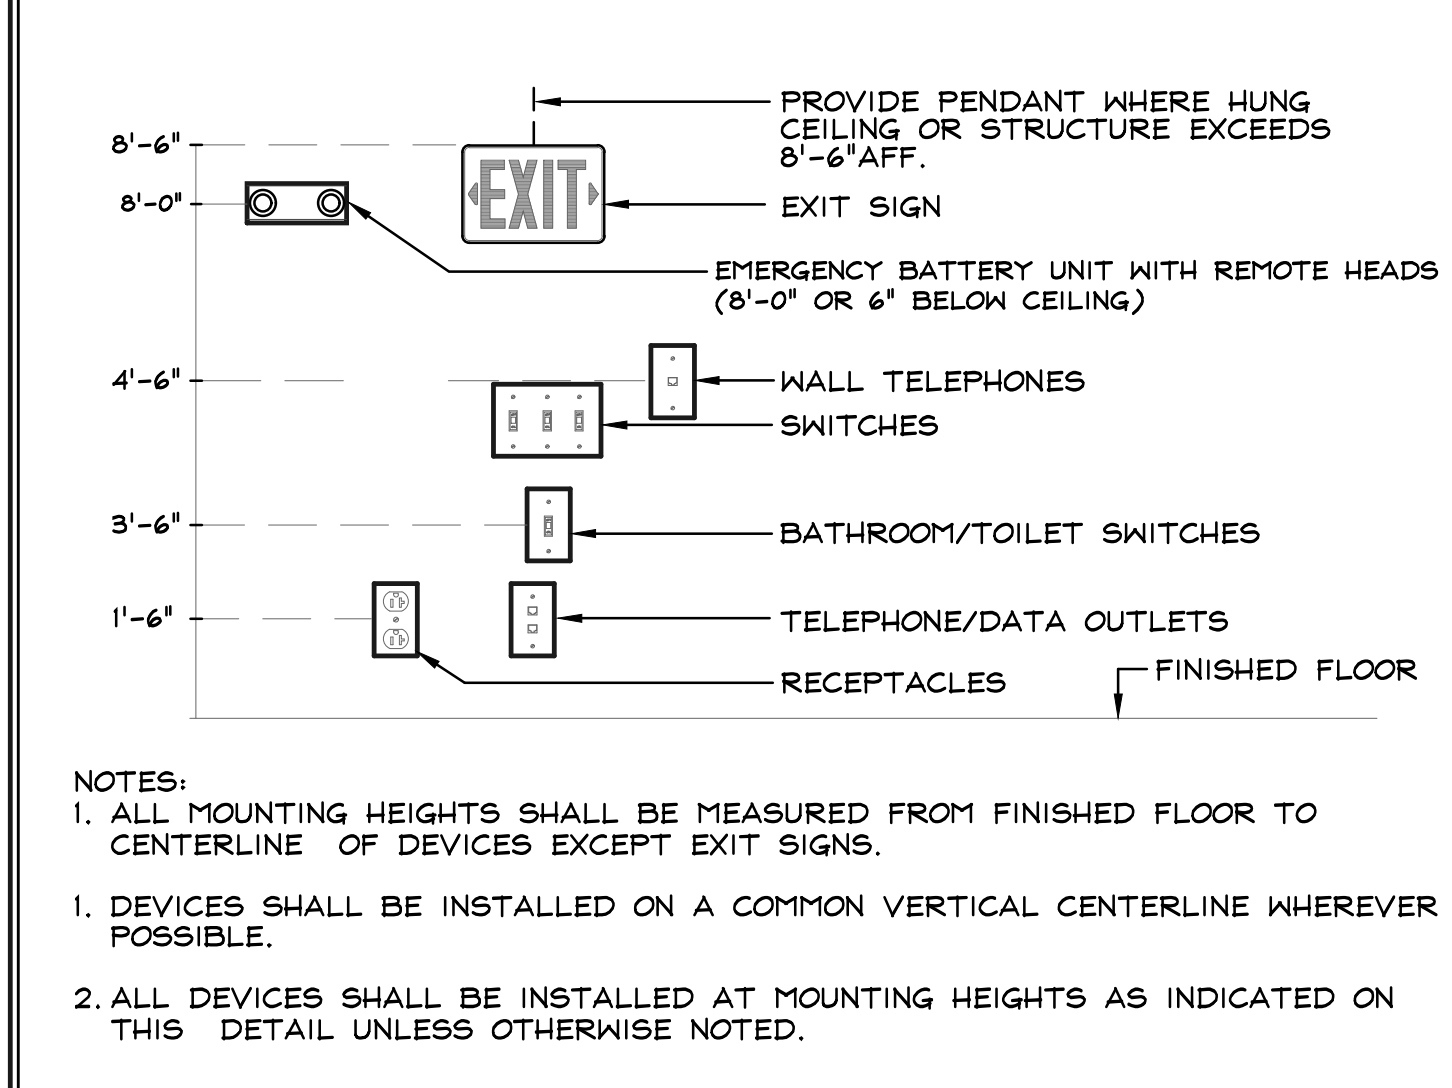 PROVIDE PENDANT WHERE HUNG
CEILING OR STRUCTURE EXCEEDS
8'-6"AFF.
8'-6"
EXIT
8'-0"
EXIT SIGN
EMERGENCY BATTERY UNIT WITH REMOTE HEADS
(8'-0" OR 6" BELOW CEILING)
4'-6"
WALL TELEPHONES
SWITCHES
3'-6"
BATHROOM/TOILET SWITCHES
1'-6"
TELEPHONE/DATA OUTLETS
RECEPTACLES
FINISHED FLOOR
NOTES:
1. ALL MOUNTING HEIGHTS SHALL BE MEASURED FROM FINISHED FLOOR TO
CENTERLINE OF DEVICES EXCEPT EXIT SIGNS.
1. DEVICES SHALL BE INSTALLED ON A COMMON VERTICAL CENTERLINE WHEREVER
POSSIBLE.
2. ALL DEVICES SHALL BE INSTALLED AT MOUNTING HEIGHTS AS INDICATED ON
THIS DETAIL UNLESS OTHERWISE NOTED.